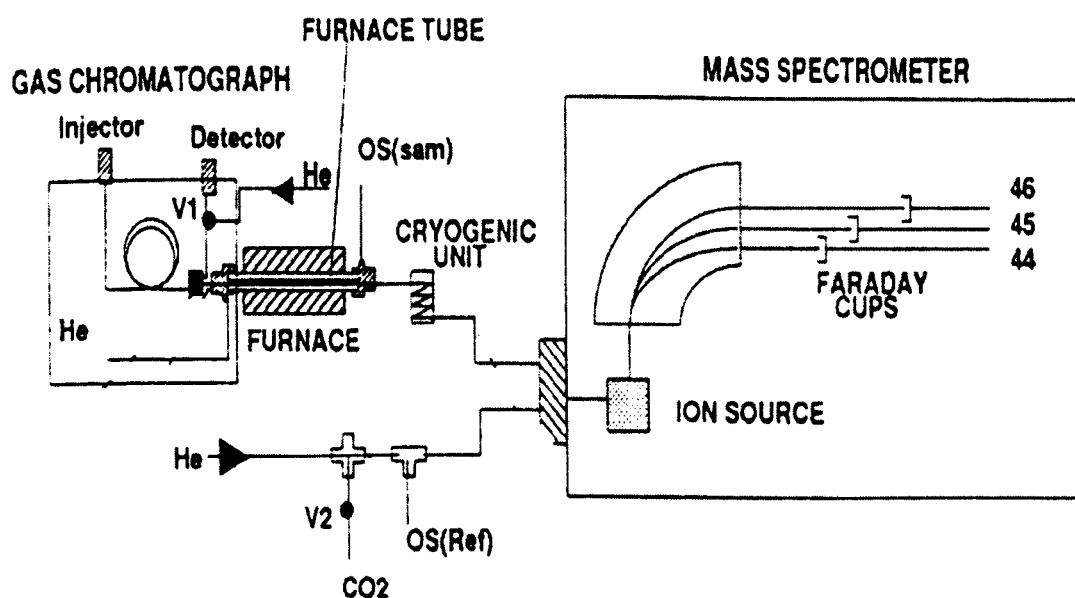 FURNACE TUBE
GAS CHROMATOGRAPH
MASS SPECTROMETER
Injector
Detector
OS(sam)
He
V1
CRYOGENIC
UNIT
46
45
44
FARADAY
CUPS
He
FURNACE
ION SOURCE
He
V2
OS(Ref)
CO2